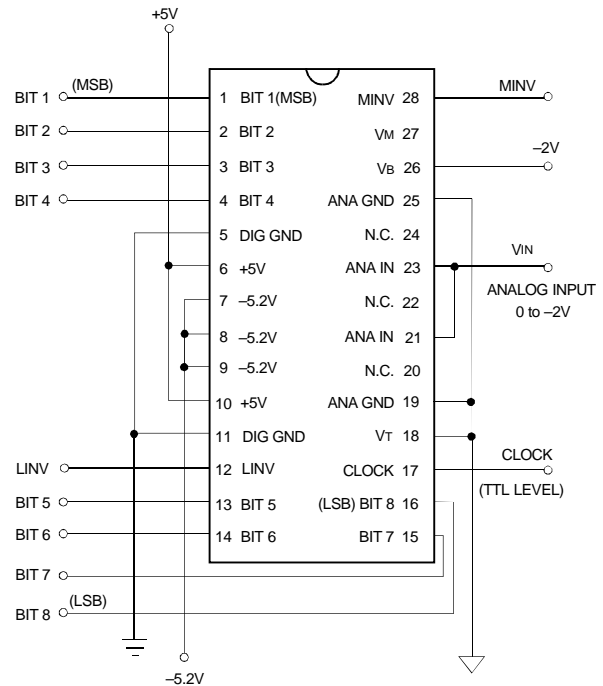 +5V
BIT 1 (MSB) 1 BIT 1(MSB) MINV 28 MINV
BIT 2 2 BIT 2 VM 27
BIT 3 3 BIT 3 VB 26 –2V
BIT 4 4 BIT 4 ANA GND 25
5 DIG GND N.C. 24
6 +5V ANA IN 23 VIN
ANALOG INPUT
0 to –2V
7 –5.2V N.C. 22
8 –5.2V ANA IN 21
9 –5.2V N.C. 20
10 +5V ANA GND 19
11 DIG GND VT 18
LINV 12 LINV CLOCK 17 CLOCK
(TTL LEVEL)
BIT 5 13 BIT 5 (LSB) BIT 8 16
BIT 6 14 BIT 6 BIT 7 15
BIT 7
BIT 8 (LSB)
–5.2V